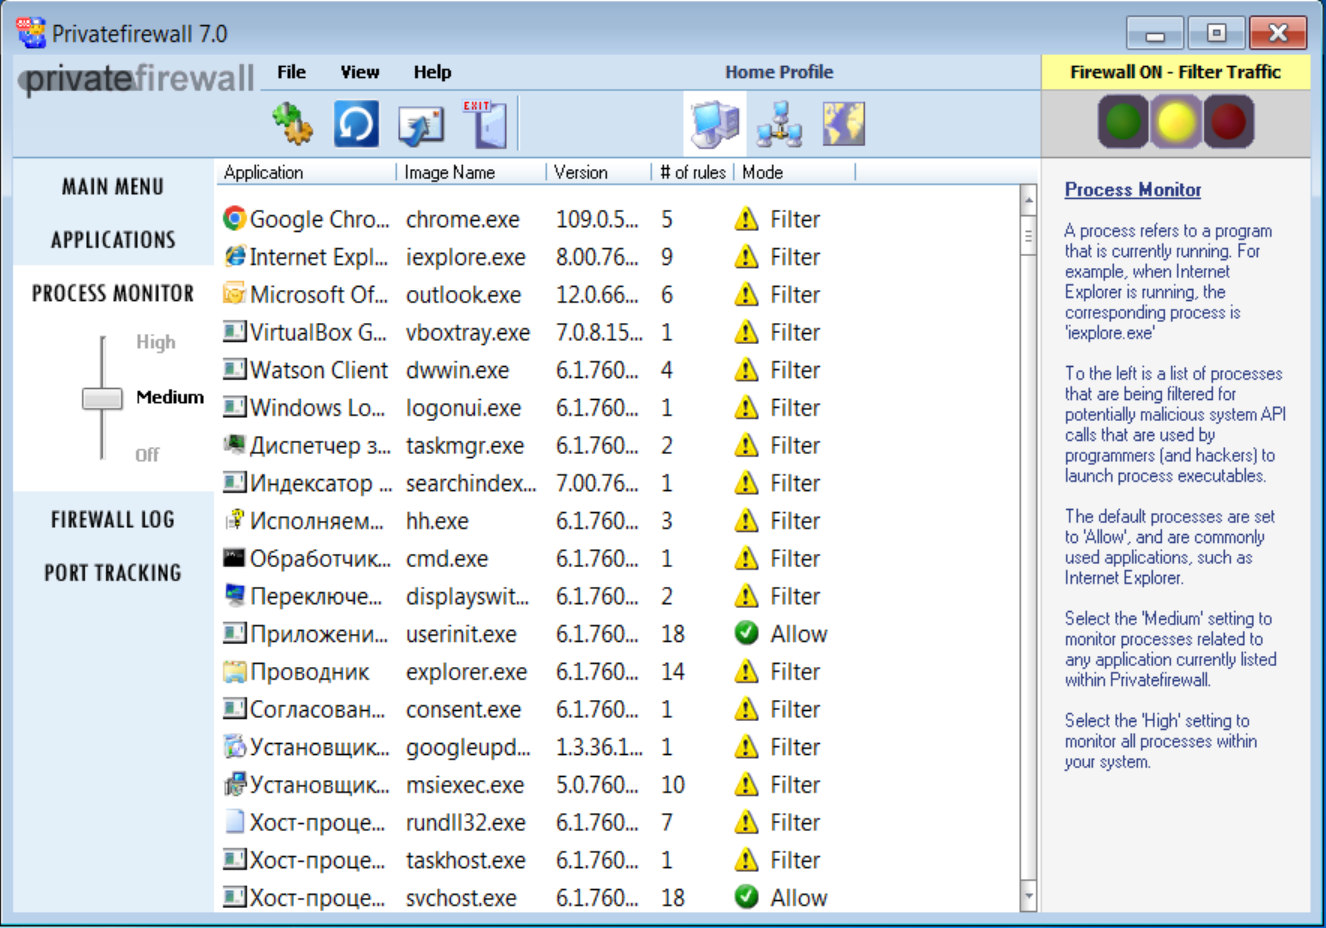 Privatefirewall 7.0
privatefirewall
File View Help
Home Profile
Firewall ON - Filter Traffic
EXIT
MAIN MENU
APPLICATIONS
PROCESS MONITOR
High
Medium
Off
FIREWALL LOG
PORT TRACKING
Application Image Name Version # of rules Mode
Google Chro... chrome.exe 109.0.5... 5 Filter
Internet Expl... iexplore.exe 8.00.76... 9 Filter
Microsoft Of... outlook.exe 12.0.66... 6 Filter
VirtualBox G... vboxtray.exe 7.0.8.15... 1 Filter
Watson Client dwwin.exe 6.1.760... 4 Filter
Windows Lo... logonui.exe 6.1.760... 1 Filter
Диспетчер з... taskmgr.exe 6.1.760... 2 Filter
Индексатор ... searchindex... 7.00.76... 1 Filter
Исполняем... hh.exe 6.1.760... 3 Filter
Обработчик... cmd.exe 6.1.760... 1 Filter
Переключе... displayswit... 6.1.760... 2 Filter
Приложени... userinit.exe 6.1.760... 18 Allow
Проводник explorer.exe 6.1.760... 14 Filter
Согласован... consent.exe 6.1.760... 1 Filter
Установщик... googleupd... 1.3.36.1... 1 Filter
Установщик... msiexec.exe 5.0.760... 10 Filter
Хост-проце... rundll32.exe 6.1.760... 7 Filter
Хост-проце... taskhost.exe 6.1.760... 1 Filter
Хост-проце... svchost.exe 6.1.760... 18 Allow
Process Monitor
A process refers to a program
that is currently running. For
example, when Internet
Explorer is running, the
corresponding process is
'iexplore.exe'
To the left is a list of processes
that are being filtered for
potentially malicious system API
calls that are used by
programmers (and hackers) to
launch process executables.
The default processes are set
to 'Allow', and are commonly
used applications, such as
Internet Explorer.
Select the 'Medium' setting to
monitor processes related to
any application currently listed
within Privatefirewall.
Select the 'High' setting to
monitor all processes within
your system.